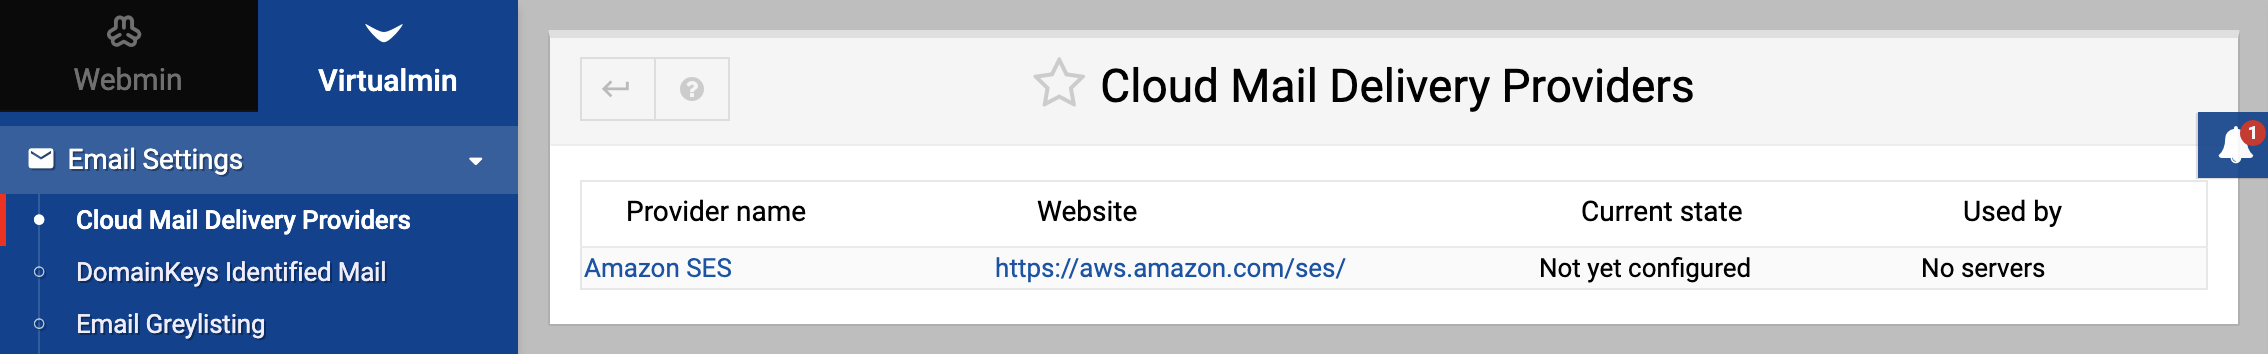 Webmin
Virtualmin
Email Settings
Cloud Mail Delivery Providers
DomainKeys Identified Mail
Email Greylisting
?
Cloud Mail Delivery Providers
1
Provider name Website Current state Used by
Amazon SES https://aws.amazon.com/ses/ Not yet configured No servers